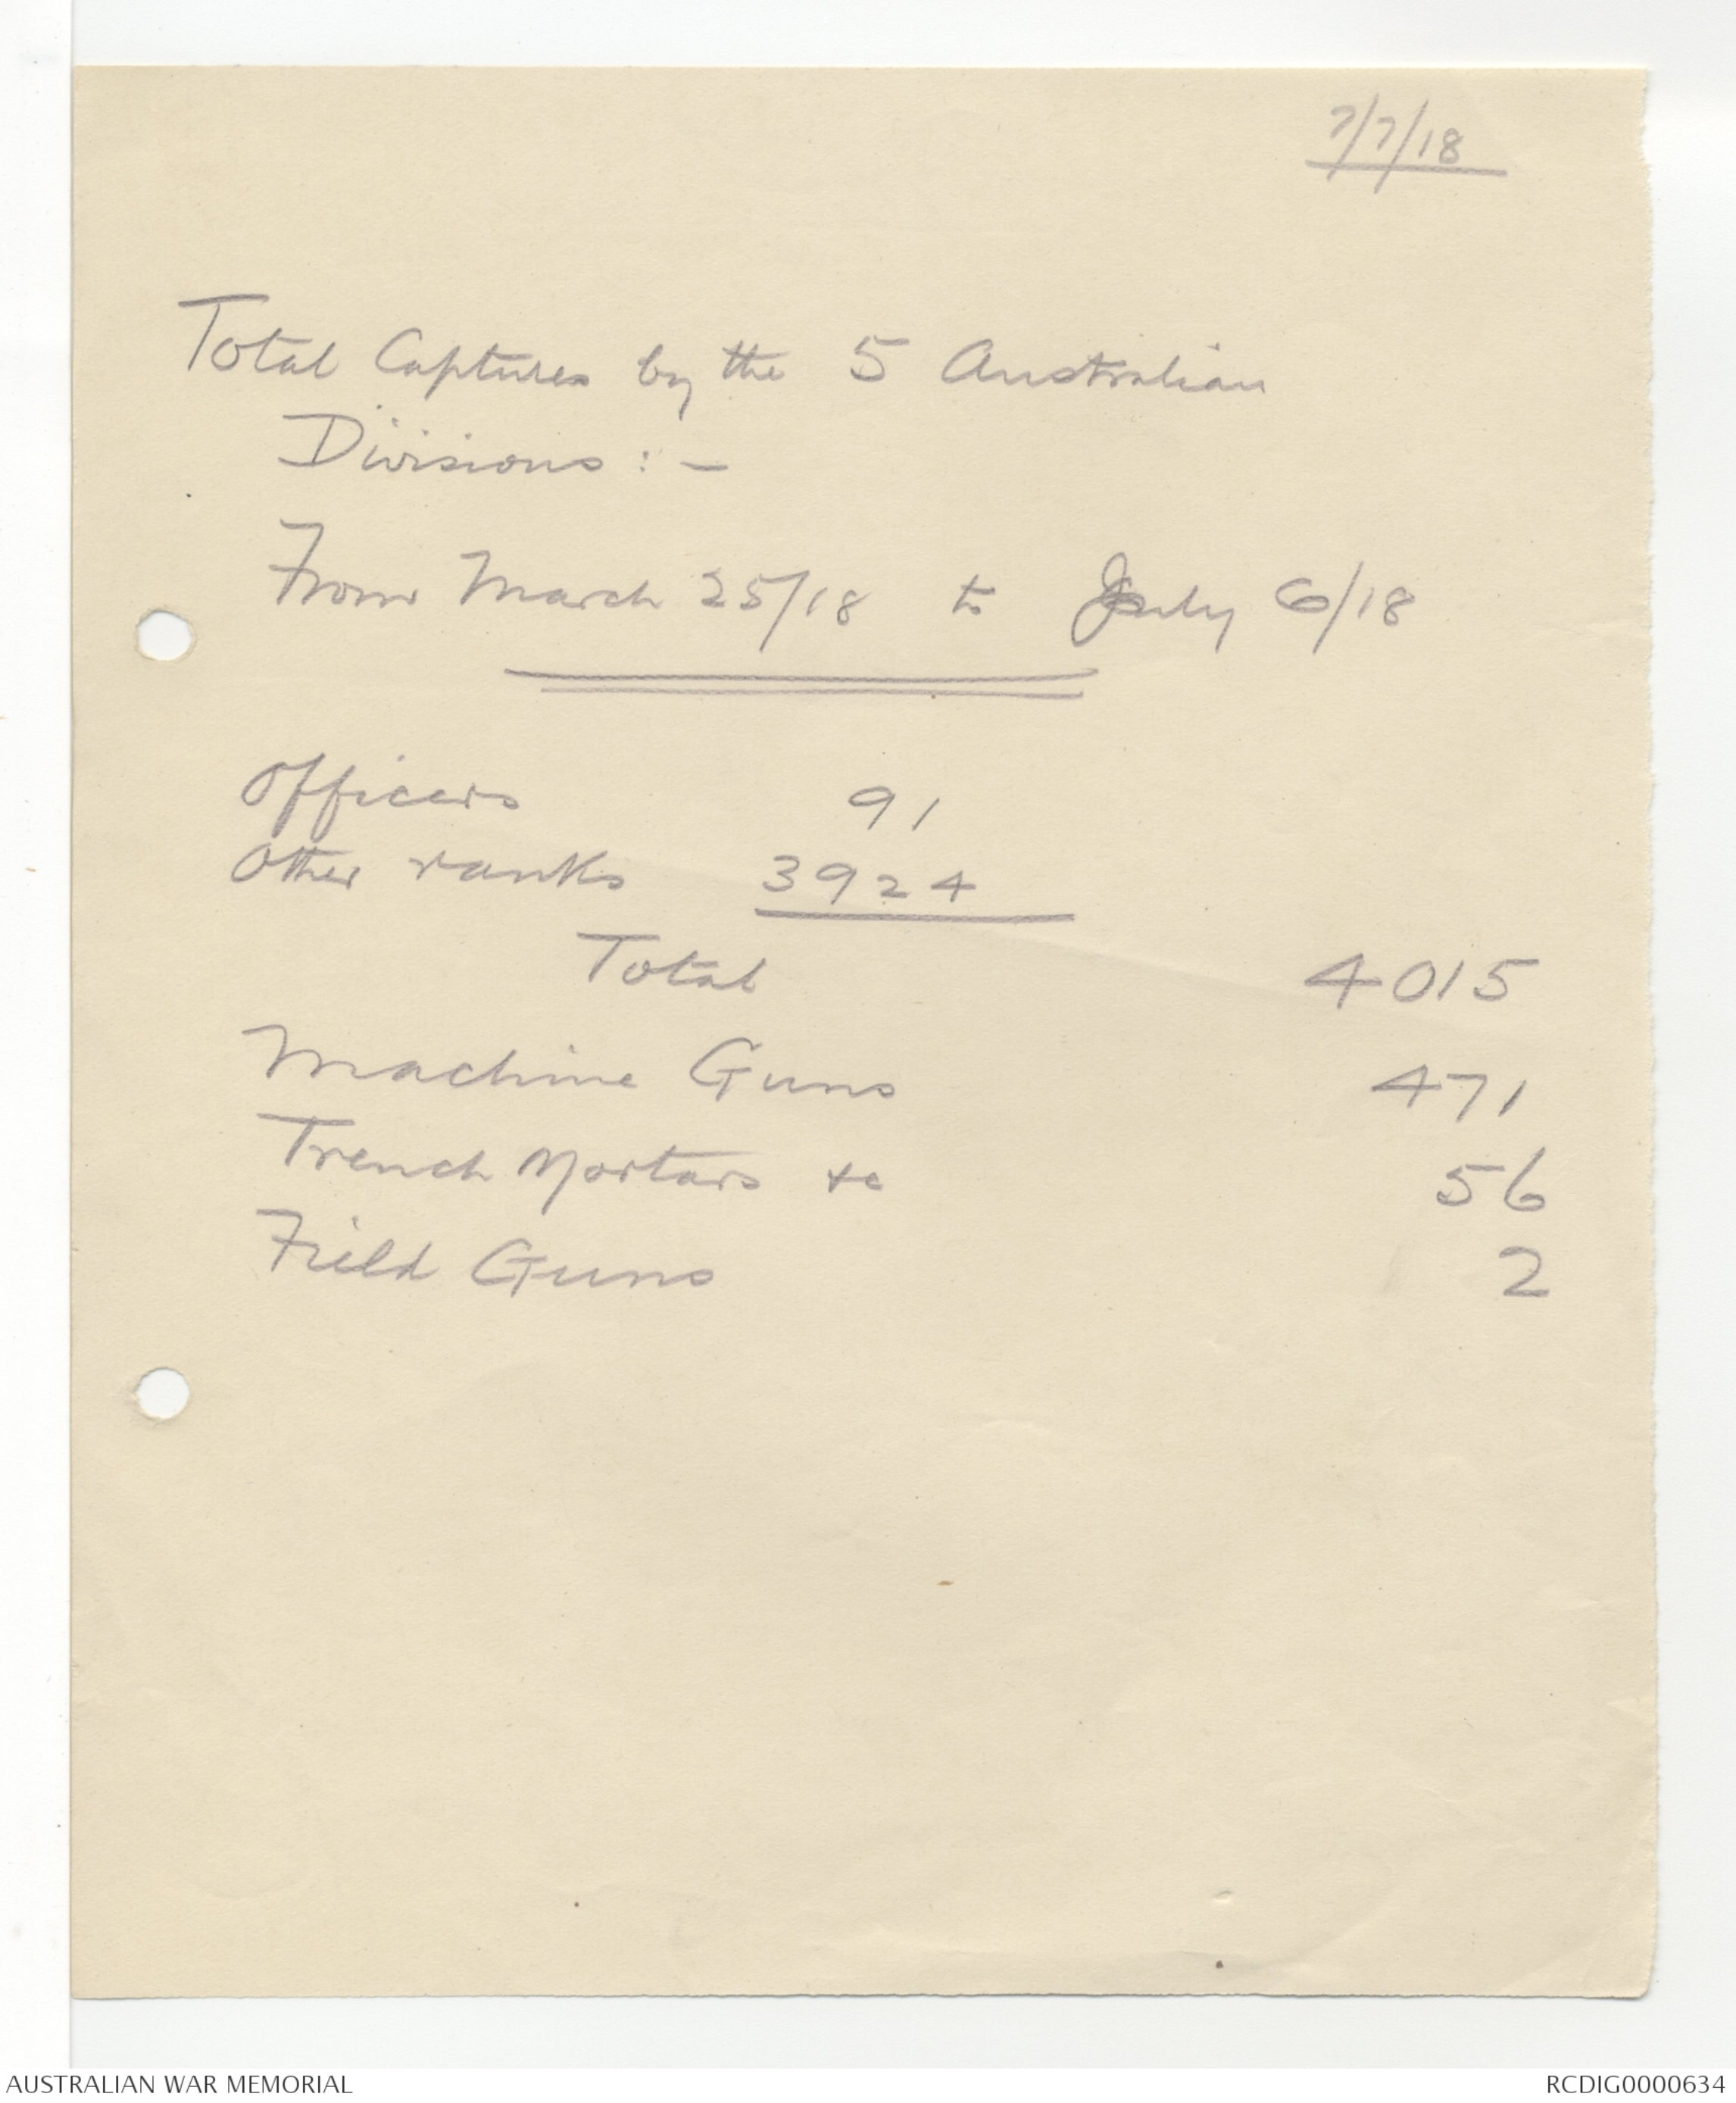 7/7/18
Total Captures by the 5 Australian
Divisions : -
From March 25/18 to July 6/18
Officers 91
Other ranks 3924
Total 4015
Machine Guns 471
Trench Mortars &c 56
Field Guns 2
AUSTRALIAN WAR MEMORIAL RCDIG0000634